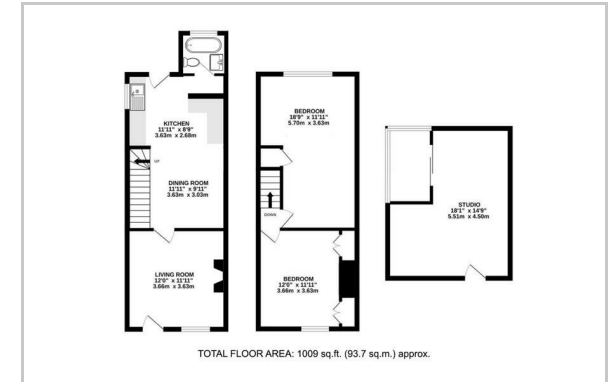 KITCHEN
11'11" x 8'9"
3.63m x 2.68m
UP
DINING ROOM
11'11" x 9'11"
3.63m x 3.03m
LIVING ROOM
12'0" x 11'11"
3.66m x 3.63m
BEDROOM
18'9" x 11'11"
5.70m x 3.63m
DOWN
BEDROOM
12'0" x 11'11"
3.66m x 3.63m
STUDIO
18'1" x 14'9"
5.51m x 4.50m
TOTAL FLOOR AREA: 1009 sq.ft. (93.7 sq.m.) approx.